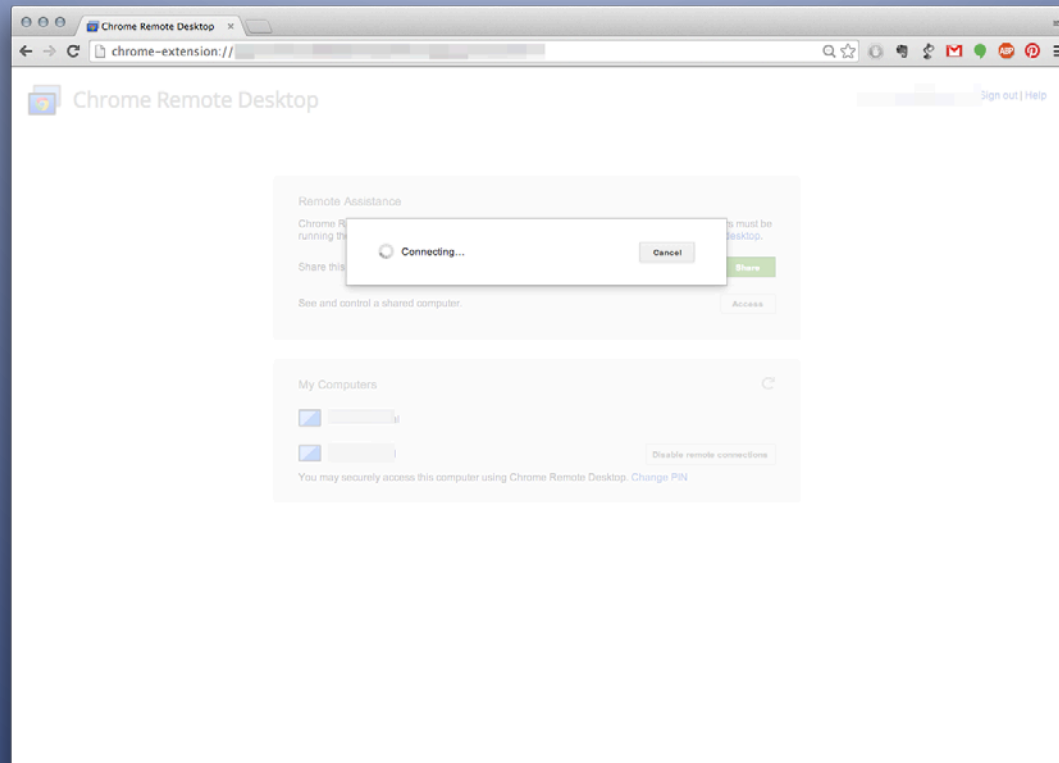 Chrome Remote Desktop
chrome-extension://
ABP
Chrome Remote Desktop
Sign out | Help
Remote Assistance
Chrome R
s must be
running the
desktop.
Connecting...
Cancel
Share this
Share
See and control a shared computer.
Access
My Computers
Disable remote connections
You may securely access this computer using Chrome Remote Desktop. Change PIN